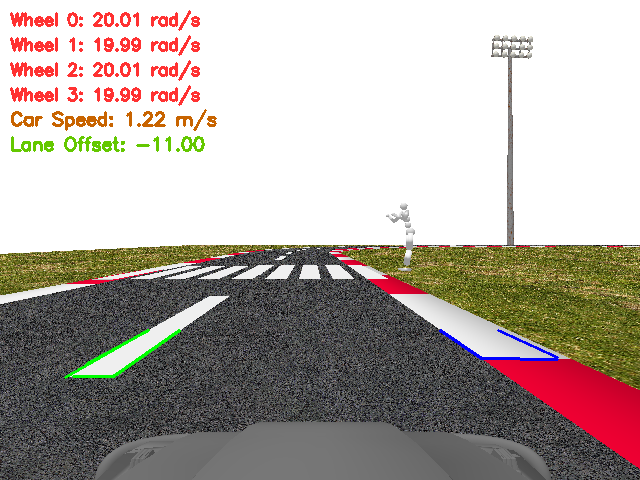 Wheel 0: 20.01 rad/s
Wheel 1: 19.99 rad/s
Wheel 2: 20.01 rad/s
Wheel 3: 19.99 rad/s
Car Speed: 1.22 m/s
Lane Offset: -11.00